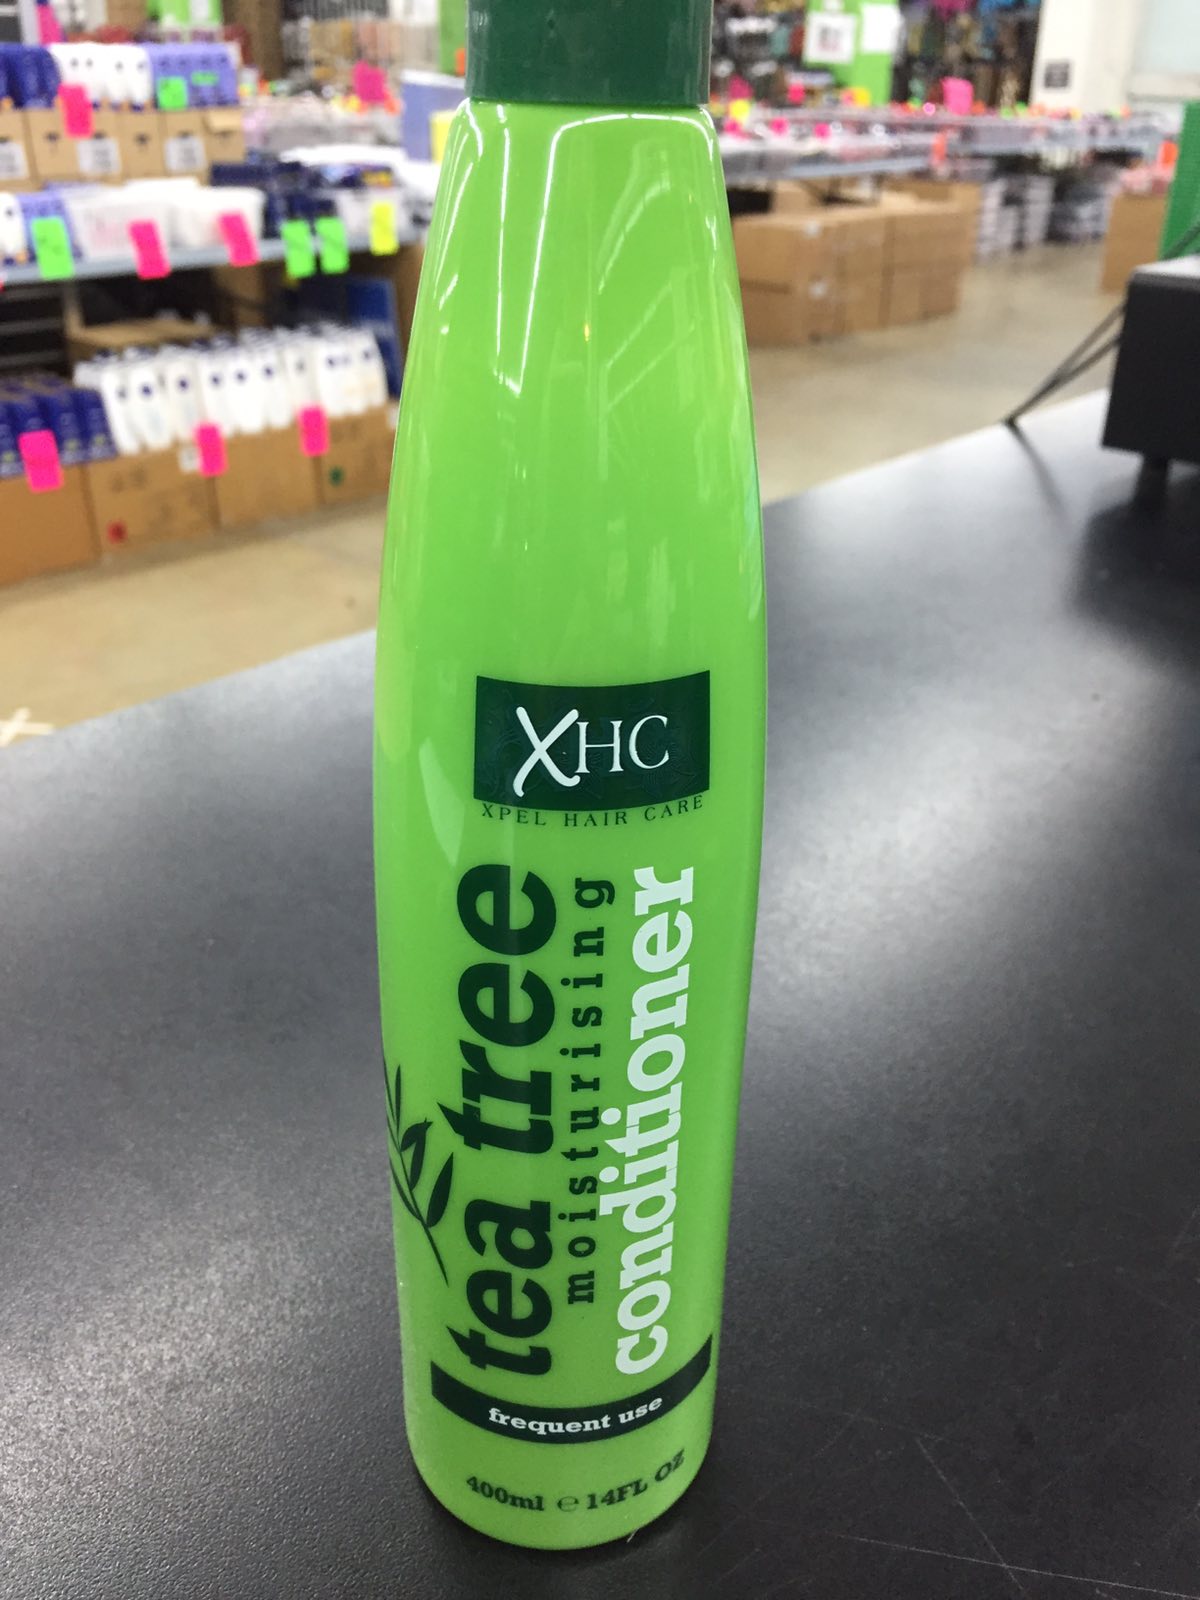 XHC
XPEL HAIR CARE
tea tree
moisturising
conditioner
frequent use
400ml ℮ 14FL OZ